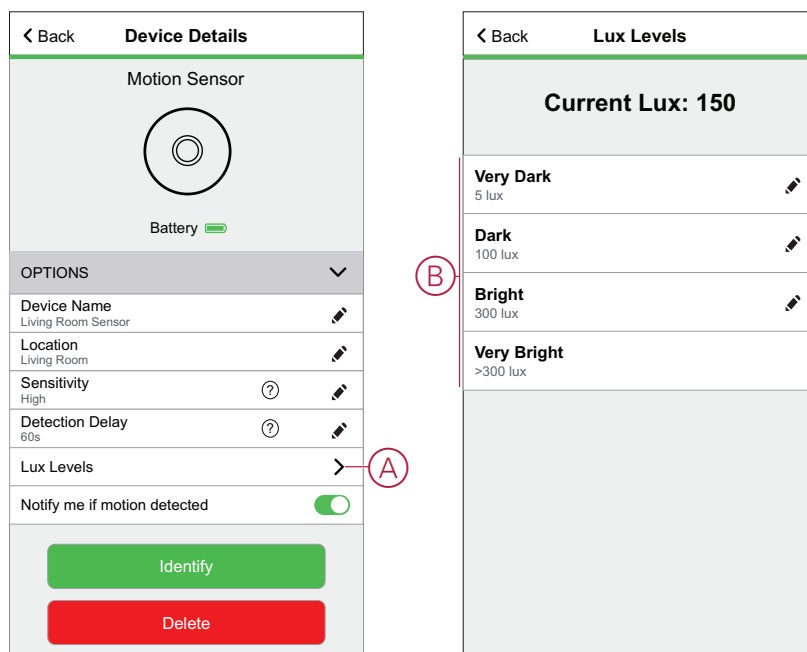 Back Device Details
Motion Sensor
Battery
OPTIONS
Device Name
Living Room Sensor
Location
Living Room
Sensitivity
High
?
Detection Delay
60s
?
Lux Levels
A
Notify me if motion detected
Identify
Delete
Back Lux Levels
Current Lux: 150
B
Very Dark
5 lux
Dark
100 lux
Bright
300 lux
Very Bright
>300 lux